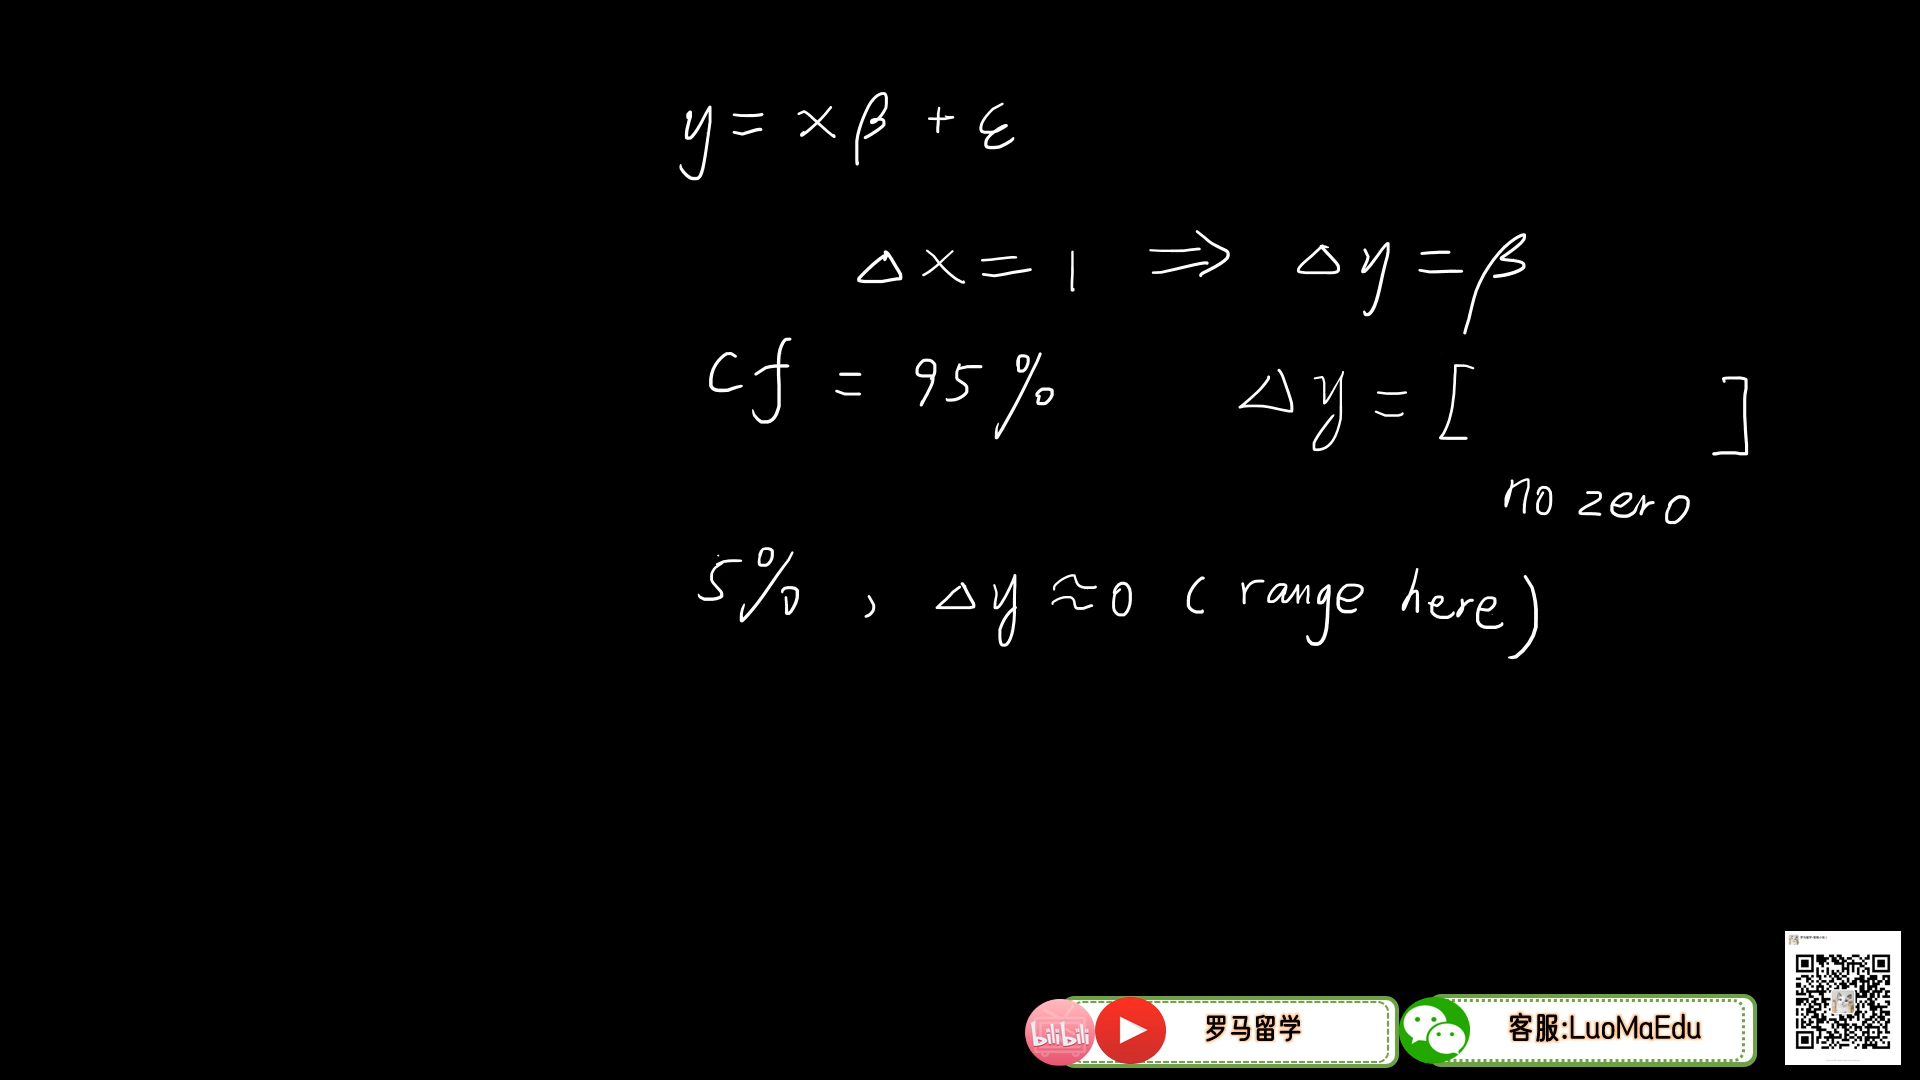 y = xβ + ε
Δx = 1 ⇒ Δy = β
cf = 95% Δy = [ ]
no zero
5% , Δy ≈ 0 ( range here )
bilibili
罗马留学
客服:LuoMaEdu